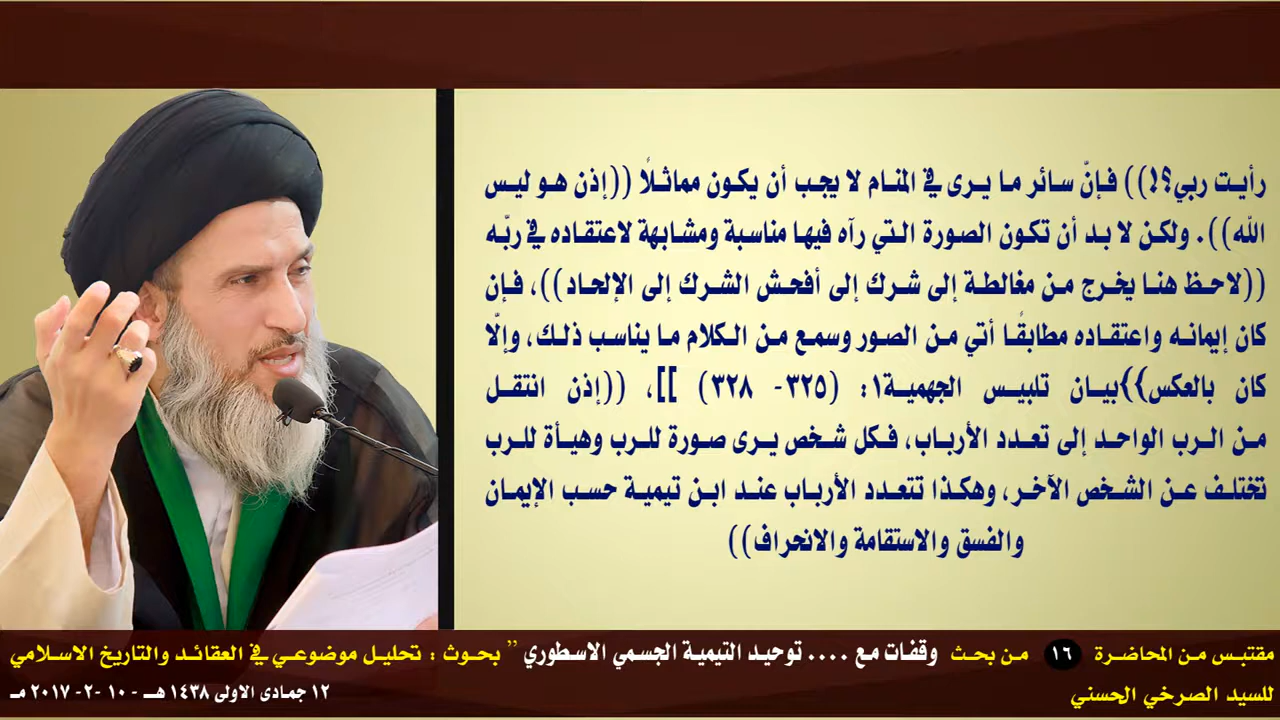 رأيت ربي؟!)) فإنّ سائر ما يرى في المنام لا يجب أن يكون مماثلًا ((إذن هو ليس
الله)). ولكن لا بد أن تكون الصورة التي رآه فيها مناسبة ومشابهة لاعتقاده في ربّه
((لاحظ هنا يخرج من مغالطة إلى شرك إلى أفحش الشرك إلى الإلحاد))، فإن
كان إيمانه واعتقاده مطابقًا أتي من الصور وسمع من الكلام ما يناسب ذلك، وإلّا
كان بالعكس}}بيان تلبيس الجهمية١: (٣٢٥- ٣٢٨) ]]، ((إذن انتقل
من الرب الواحد إلى تعدد الأرباب، فكل شخص يرى صورة للرب وهيأة للرب
تختلف عن الشخص الآخر، وهكذا تتعدد الأرباب عند ابن تيمية حسب الإيمان
والفسق والاستقامة والانحراف))
مقتبس من المحاضرة ١٦ من بحث وقفات مع .... توحيد التيمية الجسمي الاسطوري " بحوث : تحليل موضوعي في العقائد والتاريخ الاسلامي
للسيد الصرخي الحسني ١٢ جمادى الاولى ١٤٣٨ هـ - ١٠ -٢- ٢٠١٧ مـ